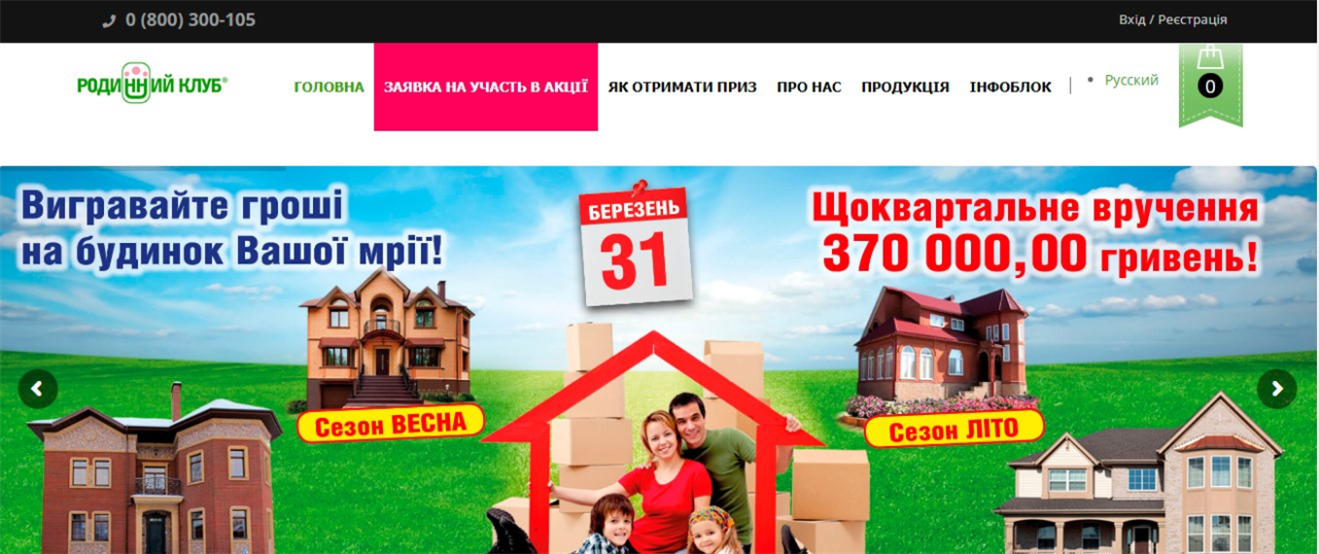 0 (800) 300-105
Вхід / Реєстрація
РОДИННИЙ КЛУБ®
ГОЛОВНА
ЗАЯВКА НА УЧАСТЬ В АКЦІЇ
ЯК ОТРИМАТИ ПРИЗ
ПРО НАС
ПРОДУКЦІЯ
ІНФОБЛОК
Русский
0
Вигравайте гроші
на будинок Вашої мрії!
БЕРЕЗЕНЬ
31
Щоквартальне вручення
370 000,00 гривень!
Сезон ВЕСНА
Сезон ЛІТО